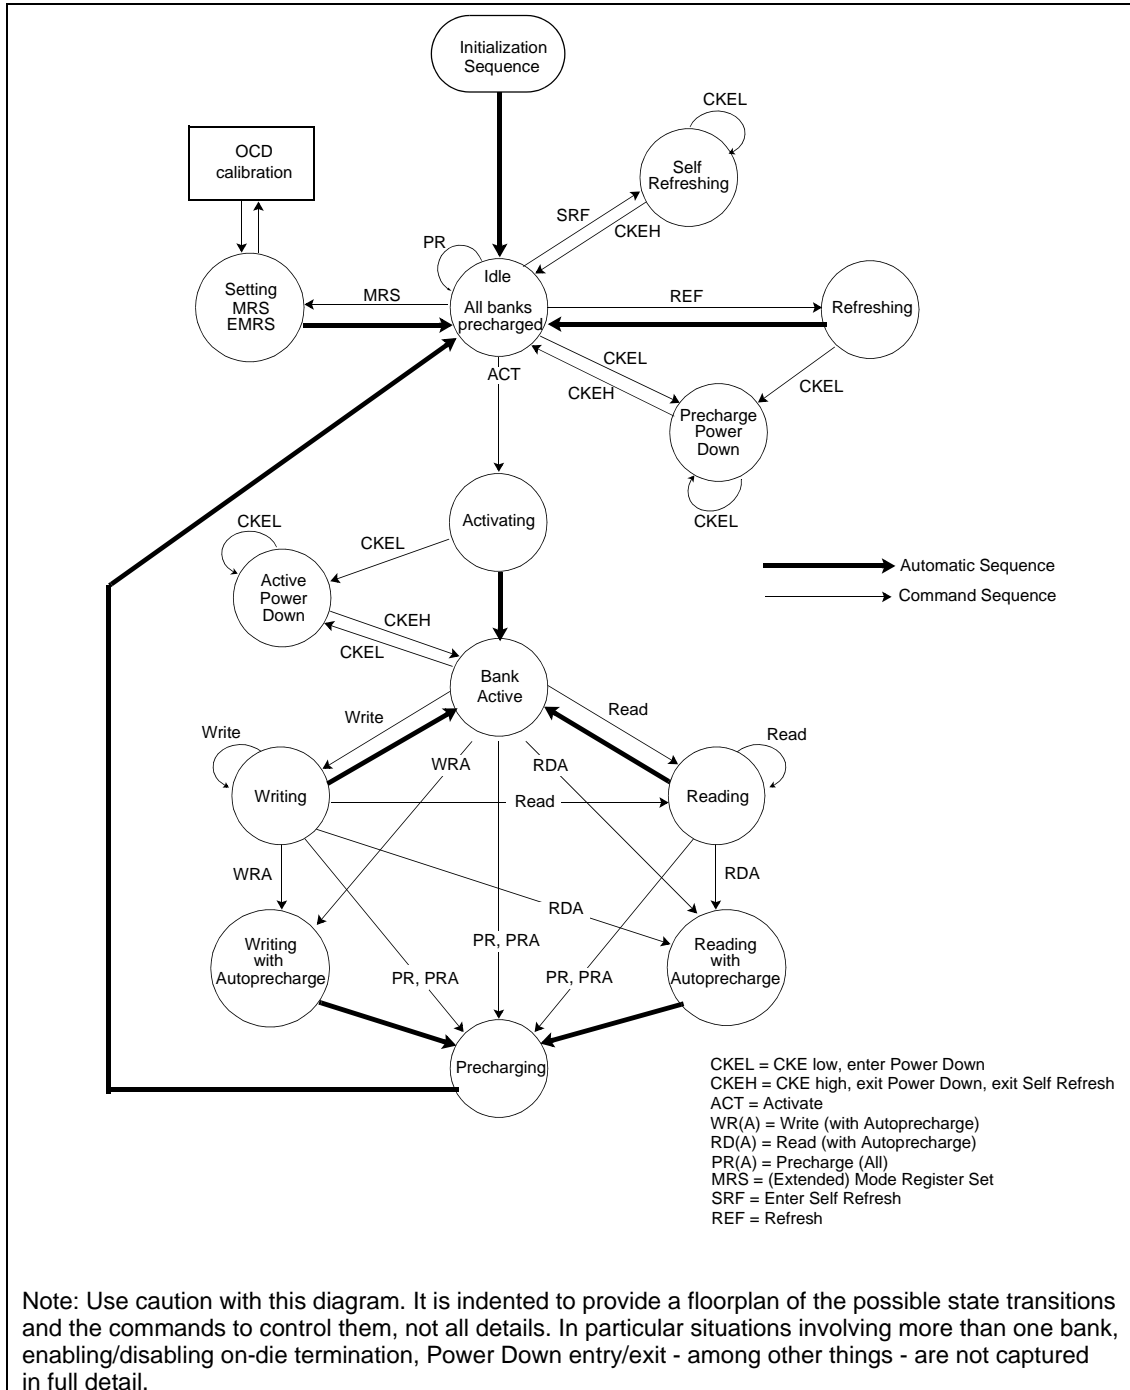 Initialization
Sequence
CKEL
OCD
calibration
Self
Refreshing
SRF
CKEH
PR
Idle
All banks
precharged
Setting
MRS
EMRS
MRS
REF
Refreshing
CKEL
CKEH
ACT
CKEL
Precharge
Power
Down
CKEL
Activating
CKEL
CKEL
Active
Power
Down
CKEH
CKEL
Automatic Sequence
Command Sequence
Bank
Active
Write
Read
Write
Read
WRA
RDA
Writing
Read
Reading
WRA
RDA
RDA
PR, PRA
Writing
with
Autoprecharge
Reading
with
Autoprecharge
PR, PRA
PR, PRA
Precharging
CKEL = CKE low, enter Power Down
CKEH = CKE high, exit Power Down, exit Self Refresh
ACT = Activate
WR(A) = Write (with Autoprecharge)
RD(A) = Read (with Autoprecharge)
PR(A) = Precharge (All)
MRS = (Extended) Mode Register Set
SRF = Enter Self Refresh
REF = Refresh
Note: Use caution with this diagram. It is indented to provide a floorplan of the possible state transitions
and the commands to control them, not all details. In particular situations involving more than one bank,
enabling/disabling on-die termination, Power Down entry/exit - among other things - are not captured
in full detail.